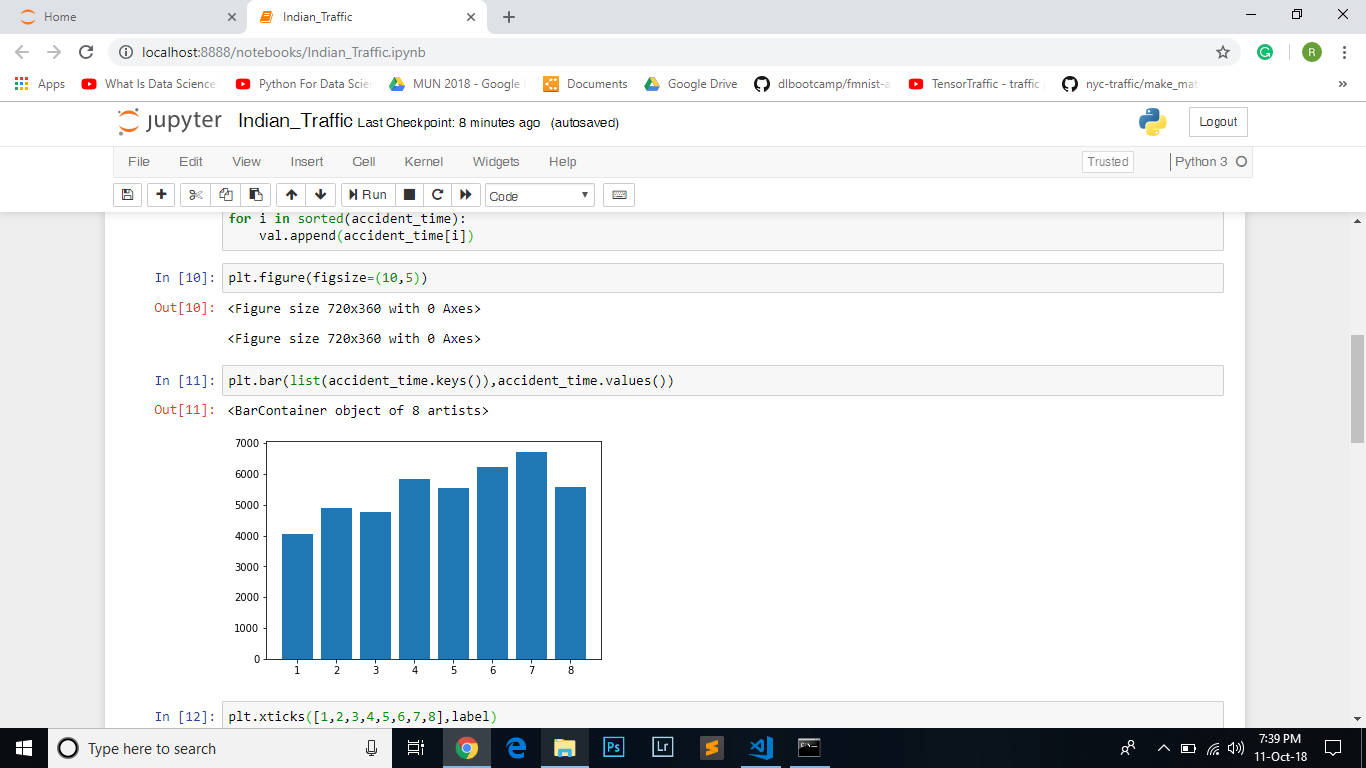 Home
Indian_Traffic
localhost:8888/notebooks/Indian_Traffic.ipynb
R
Apps What Is Data Science Python For Data Scie MUN 2018 - Google Documents Google Drive dlbootcamp/fmnist-a TensorTraffic - traffic nyc-traffic/make_mat »
jupyter Indian_Traffic Last Checkpoint: 8 minutes ago (autosaved) Logout
File Edit View Insert Cell Kernel Widgets Help Trusted Python 3
Run Code
for i in sorted(accident_time):
val.append(accident_time[i])
In [10]: plt.figure(figsize=(10,5))
Out[10]: <Figure size 720x360 with 0 Axes>
<Figure size 720x360 with 0 Axes>
In [11]: plt.bar(list(accident_time.keys()),accident_time.values())
Out[11]: <BarContainer object of 8 artists>
7000
6000
5000
4000
3000
2000
1000
0
1 2 3 4 5 6 7 8
In [12]: plt.xticks([1,2,3,4,5,6,7,8],label)
Type here to search
Ps
Lr
7:39 PM
11-Oct-18